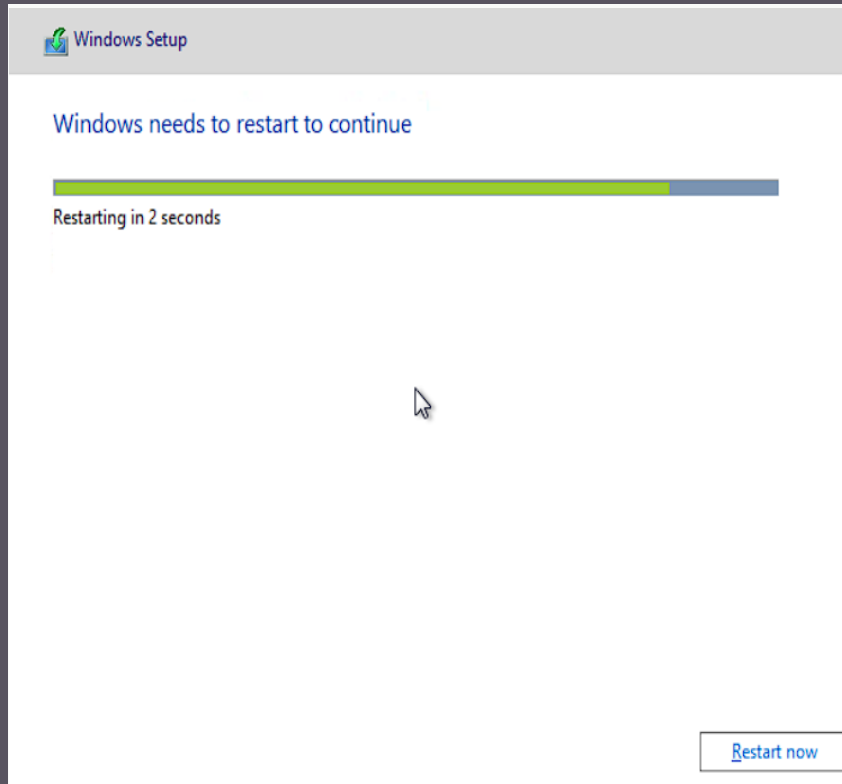 Windows Setup
Windows needs to restart to continue
Restarting in 2 seconds
Restart now